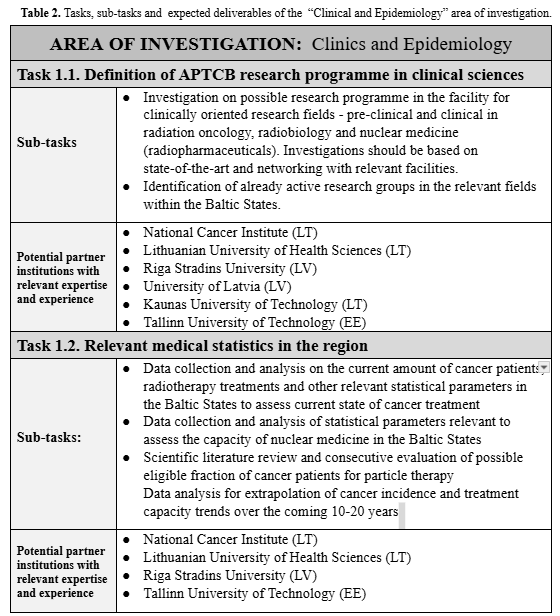 Table 2. Tasks, sub-tasks and expected deliverables of the “Clinical and Epidemiology” area of investigation.
AREA OF INVESTIGATION: Clinics and Epidemiology
Task 1.1. Definition of APTCB research programme in clinical sciences
Sub-tasks
● Investigation on possible research programme in the facility for
clinically oriented research fields - pre-clinical and clinical in
radiation oncology, radiobiology and nuclear medicine
(radiopharmaceuticals). Investigations should be based on
state-of-the-art and networking with relevant facilities.
● Identification of already active research groups in the relevant fields
within the Baltic States.
Potential partner
institutions with
relevant expertise
and experience
● National Cancer Institute (LT)
● Lithuanian University of Health Sciences (LT)
● Riga Stradins University (LV)
● University of Latvia (LV)
● Kaunas University of Technology (LT)
● Tallinn University of Technology (EE)
Task 1.2. Relevant medical statistics in the region
Sub-tasks:
● Data collection and analysis on the current amount of cancer patients,
radiotherapy treatments and other relevant statistical parameters in
the Baltic States to assess current state of cancer treatment
● Data collection and analysis of statistical parameters relevant to
assess the capacity of nuclear medicine in the Baltic States
● Scientific literature review and consecutive evaluation of possible
eligible fraction of cancer patients for particle therapy
Data analysis for extrapolation of cancer incidence and treatment
capacity trends over the coming 10-20 years
Potential partner
institutions with
relevant expertise
and experience
● National Cancer Institute (LT)
● Lithuanian University of Health Sciences (LT)
● Riga Stradins University (LV)
● Tallinn University of Technology (EE)